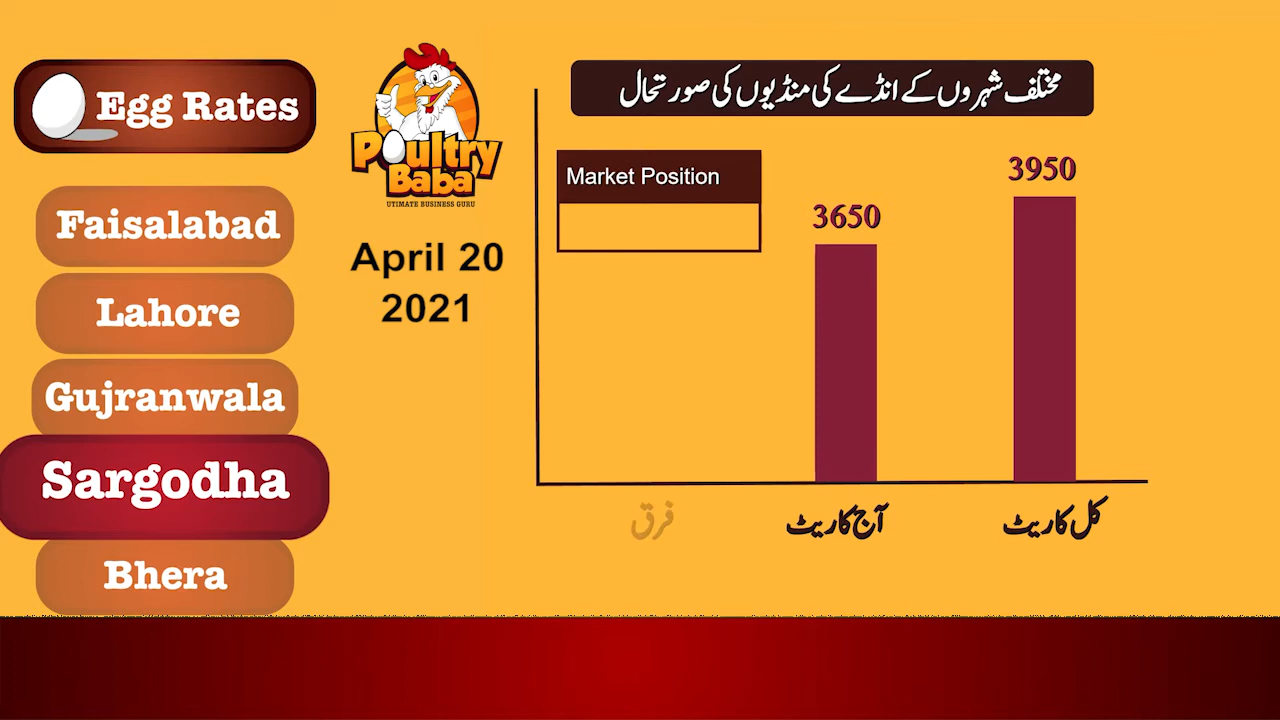 Egg Rates
Faisalabad
Lahore
Gujranwala
Sargodha
Bhera
Poultry
Baba
UTIMATE BUSINESS GURU
April 20
2021
مختلف شہروں کے انڈے کی منڈیوں کی صورتحال
Market Position
3650
3950
فرق
آج کا ریٹ
کل کا ریٹ